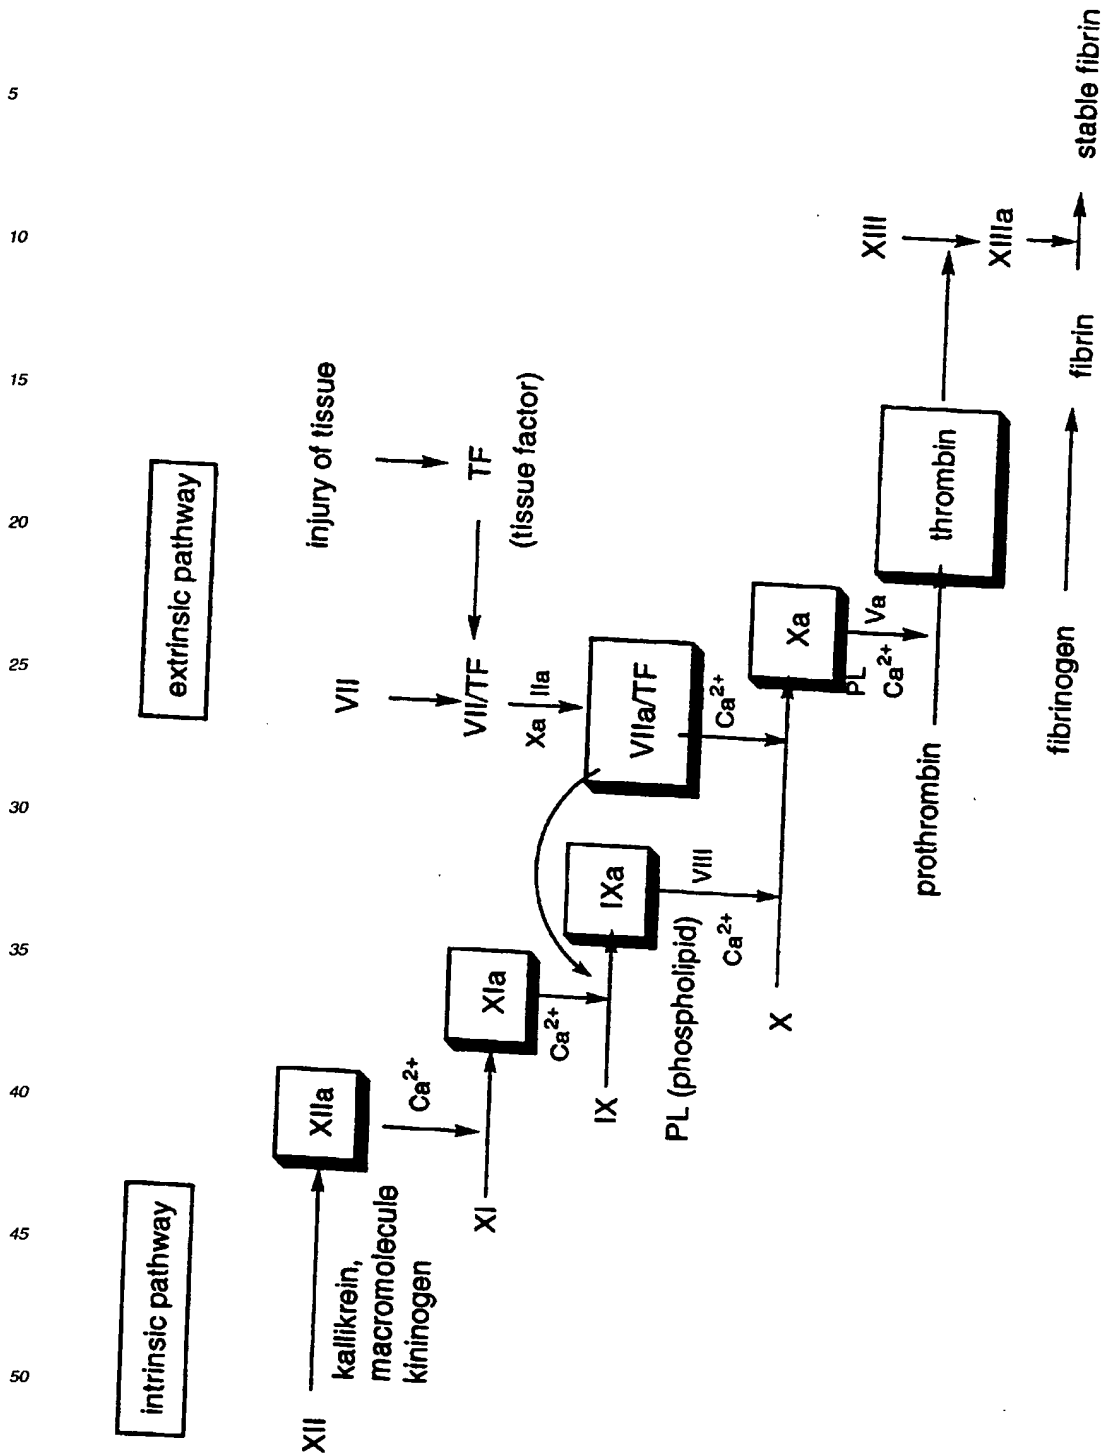 5
10
15
20
25
30
35
40
45
50
intrinsic pathway
extrinsic pathway
XII
XIIa
kallikrein,
macromolecule
kininogen
Ca2+
XI
XIa
Ca2+
IX
IXa
PL (phospholipid)
VIII
Ca2+
VII
injury of tissue
VII/TF
TF
(tissue factor)
Xa
IIa
VIIa/TF
Ca2+
X
Xa
PL
Va
Ca2+
prothrombin
thrombin
XIII
XIIIa
fibrinogen
fibrin
stable fibrin